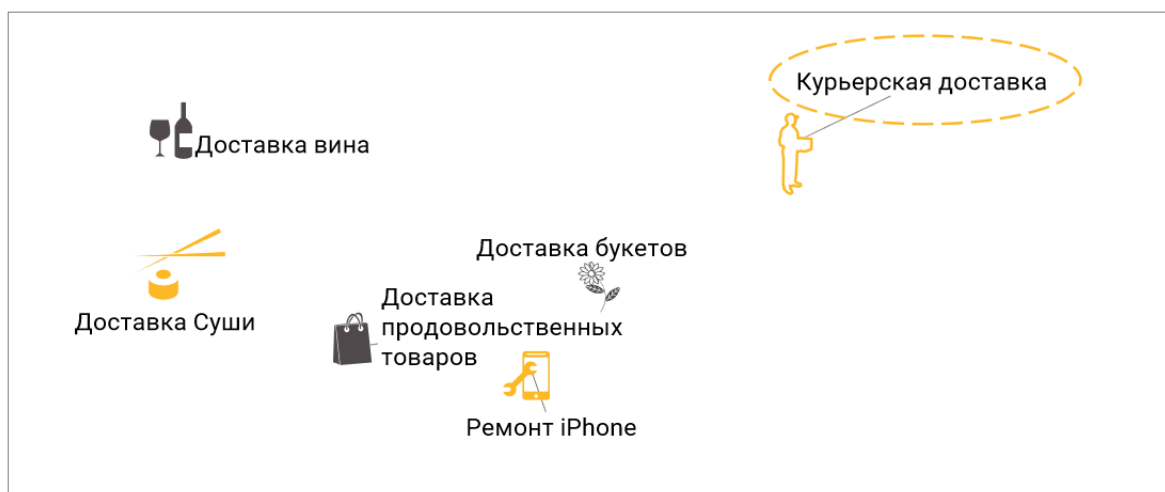 Курьерская доставка
Доставка вина
Доставка букетов
Доставка
продовольственных
товаров
Доставка Суши
Ремонт iPhone